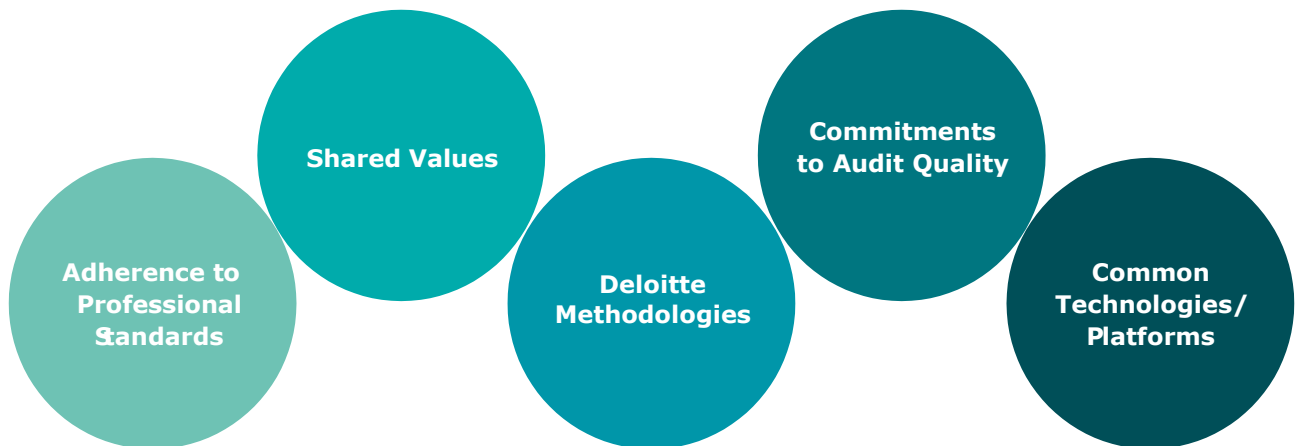 Adherence to
Professional
Standards
Shared Values
Deloitte
Methodologies
Commitments
to Audit Quality
Common
Technologies/
Platforms